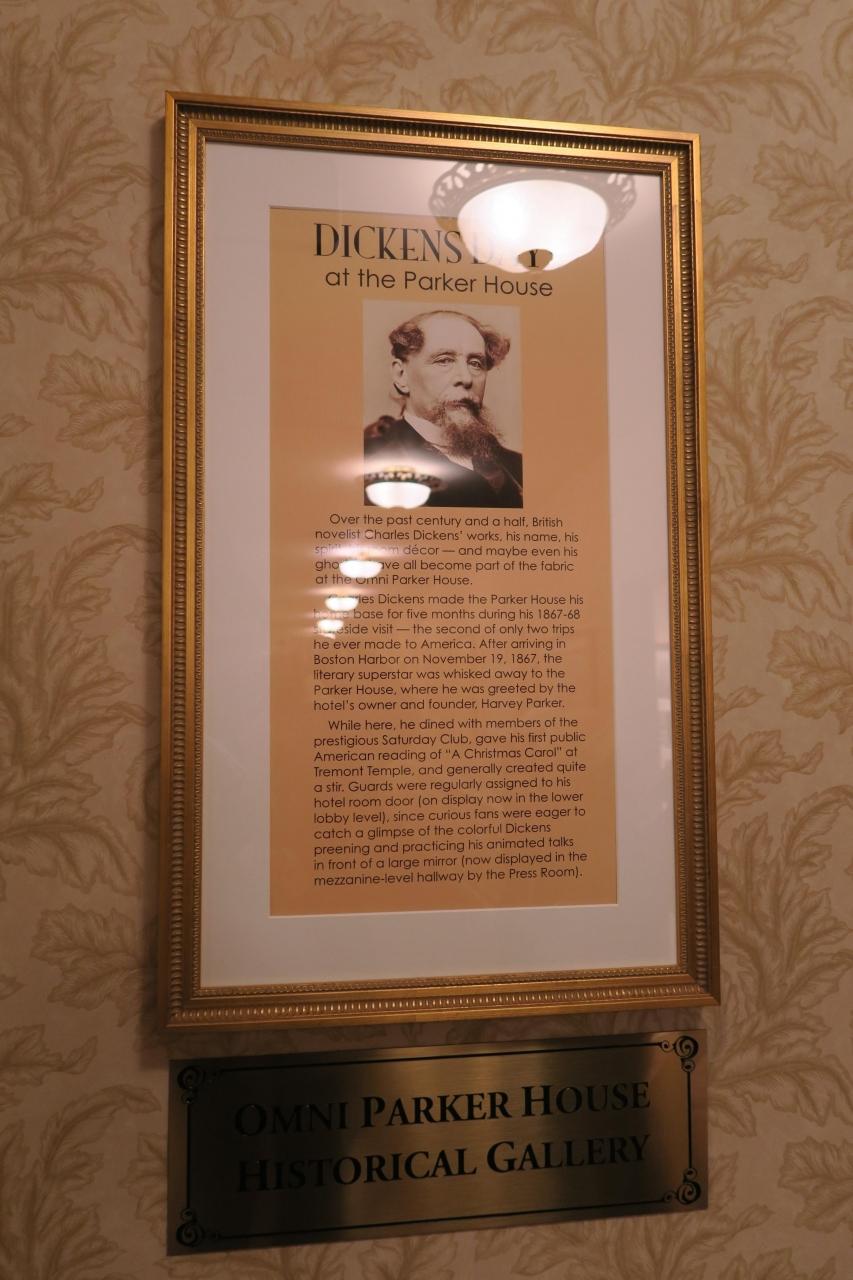 DICKENS
at the Parker House
Over the past century and a half, British
novelist Charles Dickens' works, his name, his
décor — and maybe even his
have all become part of the fabric
at the Omni Parker House.
Charles Dickens made the Parker House his
home base for five months during his 1867-68
stateside visit — the second of only two trips
he ever made to America. After arriving in
Boston Harbor on November 19, 1867, the
literary superstar was whisked away to the
Parker House, where he was greeted by the
hotel's owner and founder, Harvey Parker.
While here, he dined with members of the
prestigious Saturday Club, gave his first public
American reading of "A Christmas Carol" at
Tremont Temple, and generally created quite
a stir. Guards were regularly assigned to his
hotel room door (on display now in the lower
lobby level), since curious fans were eager to
catch a glimpse of the colorful Dickens
preening and practicing his animated talks
in front of a large mirror (now displayed in the
mezzanine-level hallway by the Press Room).
OMNI PARKER HOUSE
HISTORICAL GALLERY